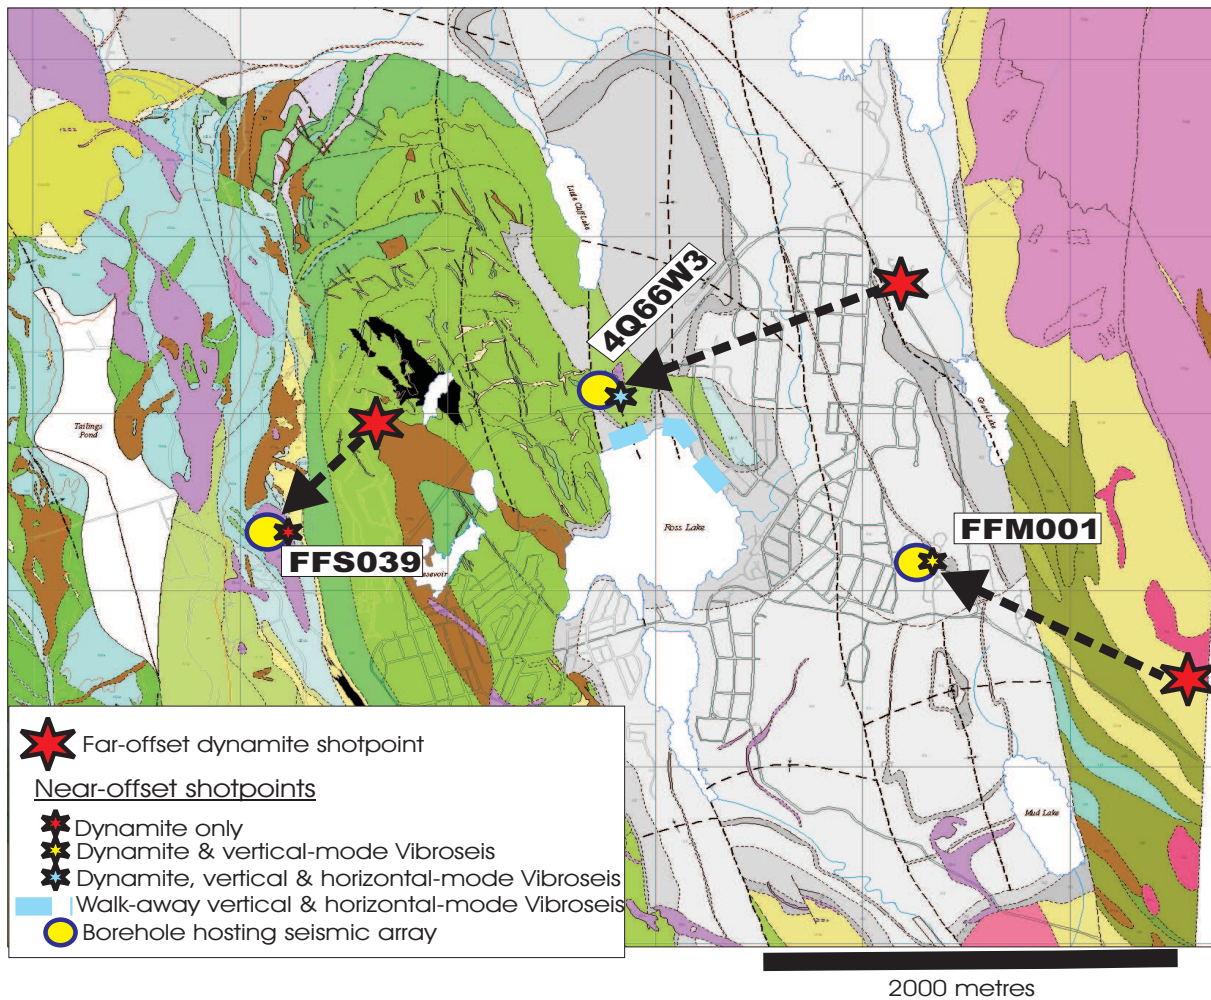 Little Cliff Lake
4Q66W3
Tailings
Pond
Ross Lake
FFM001
FFS039
Far-offset dynamite shotpoint
Near-offset shotpoints
Dynamite only
Dynamite & vertical-mode Vibroseis
Dynamite, vertical & horizontal-mode Vibroseis
Walk-away vertical & horizontal-mode Vibroseis
Borehole hosting seismic array
Mud Lake
2000 metres